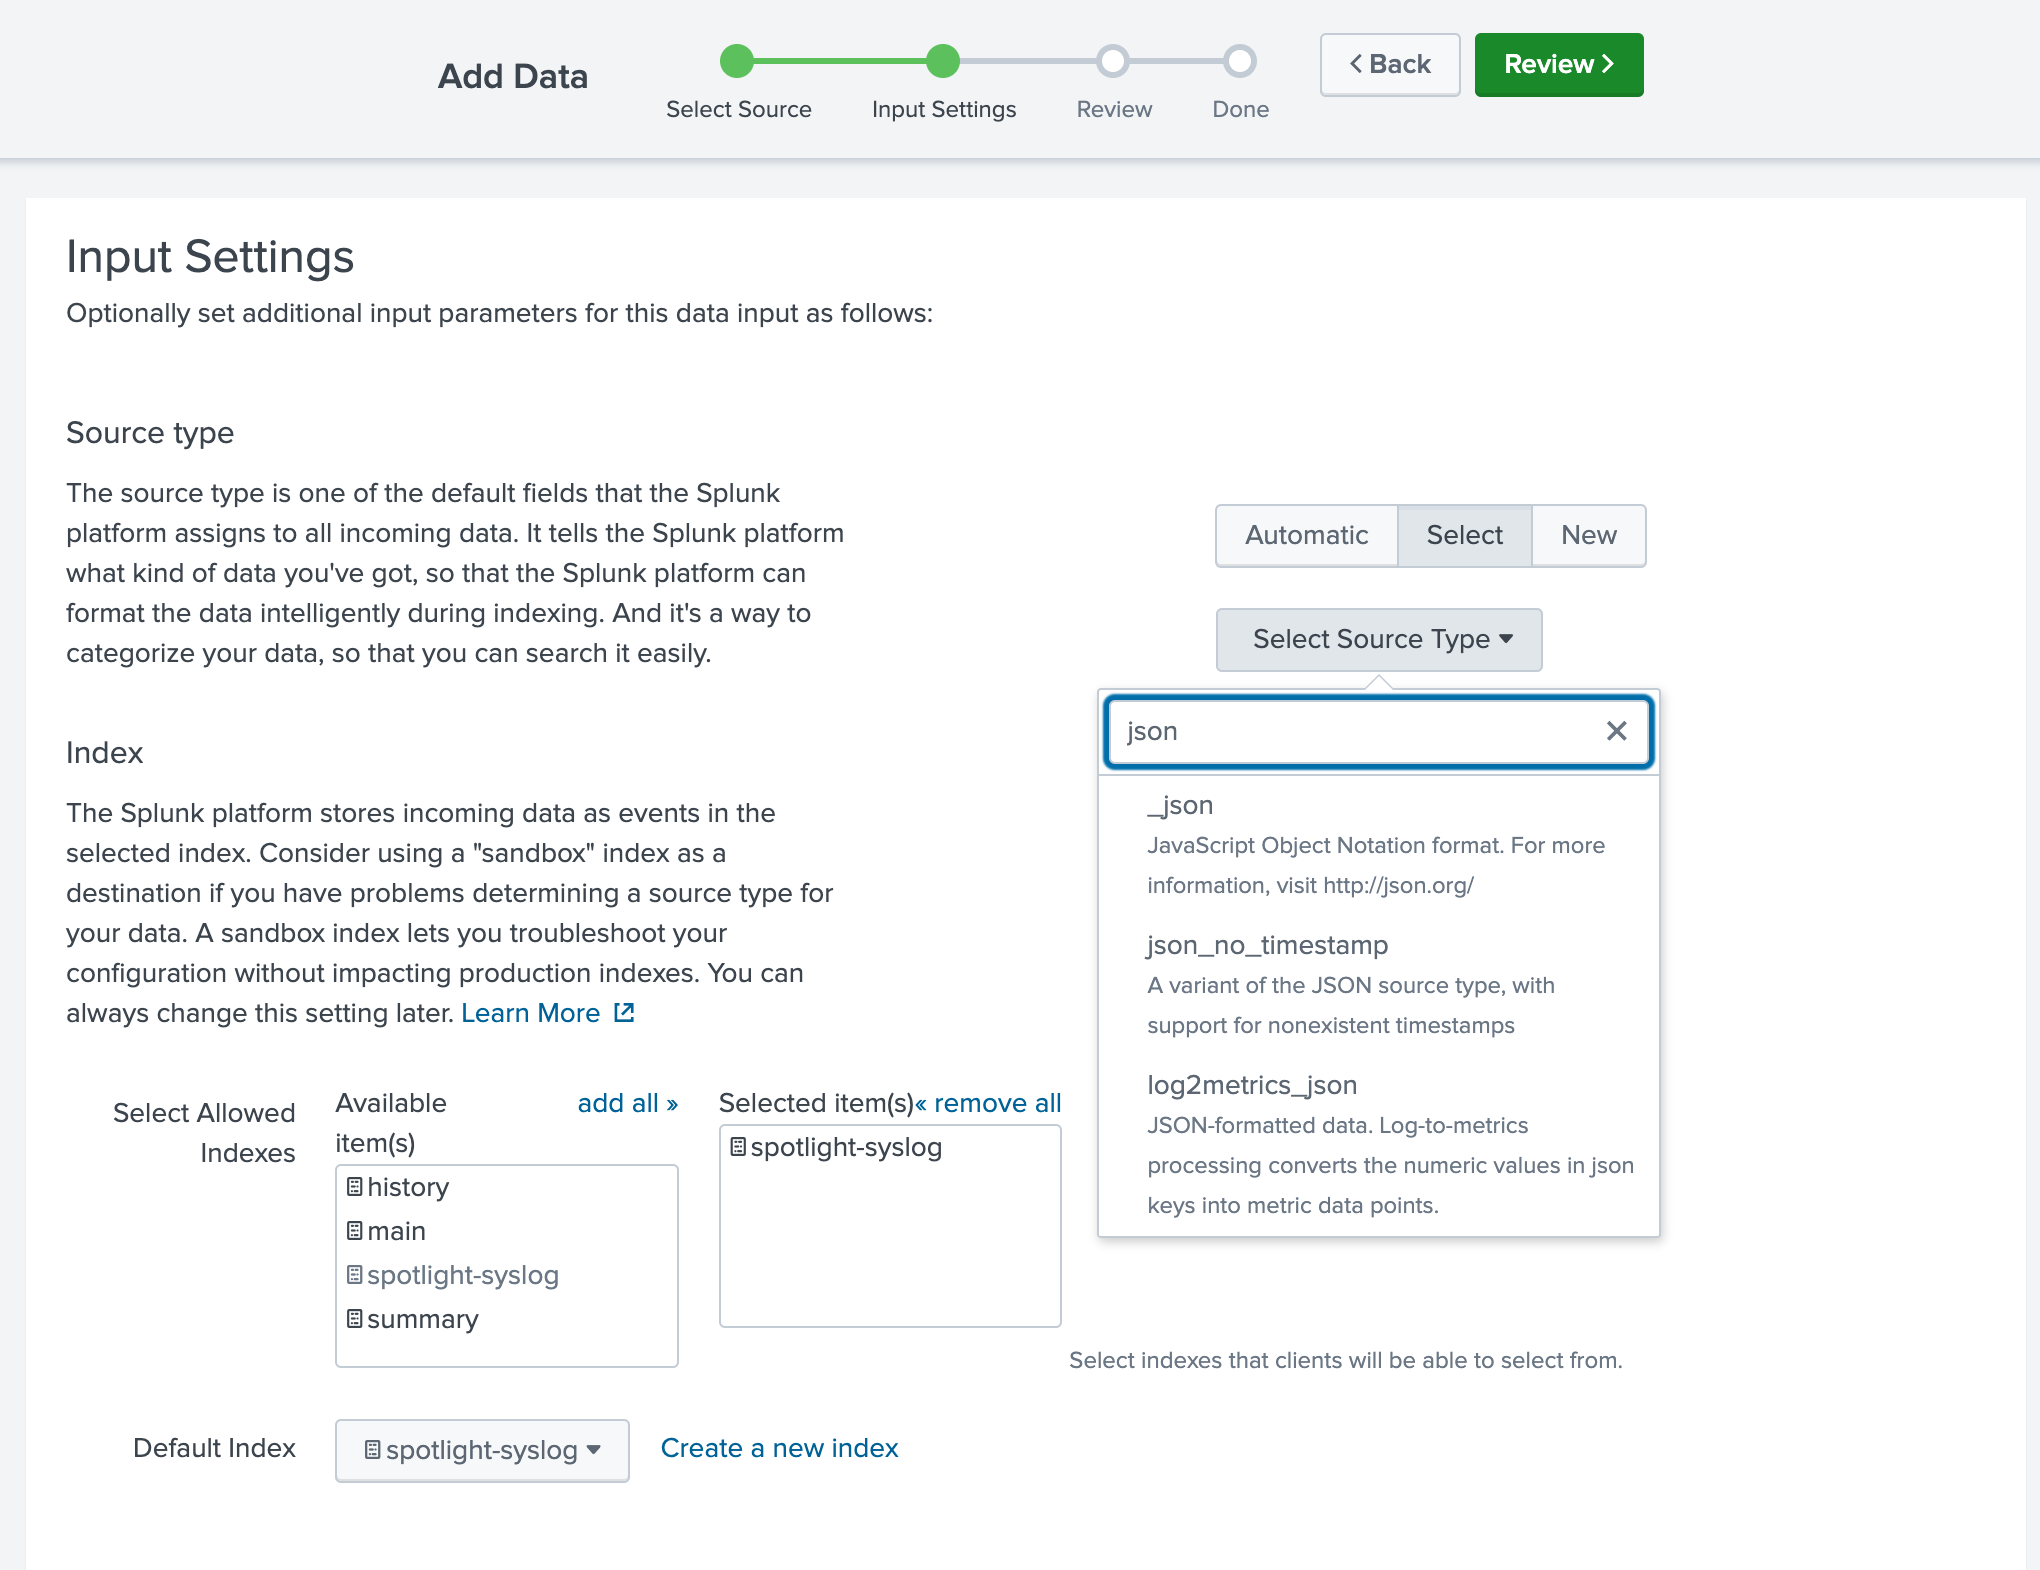 Add Data
Select Source
Input Settings
Review
Done
Back
Review
Input Settings
Optionally set additional input parameters for this data input as follows:
Source type
The source type is one of the default fields that the Splunk
platform assigns to all incoming data. It tells the Splunk platform
what kind of data you've got, so that the Splunk platform can
format the data intelligently during indexing. And it's a way to
categorize your data, so that you can search it easily.
Automatic
Select
New
Select Source Type
json
_json
JavaScript Object Notation format. For more
information, visit http://json.org/
json_no_timestamp
A variant of the JSON source type, with
support for nonexistent timestamps
log2metrics_json
JSON-formatted data. Log-to-metrics
processing converts the numeric values in json
keys into metric data points.
Index
The Splunk platform stores incoming data as events in the
selected index. Consider using a "sandbox" index as a
destination if you have problems determining a source type for
your data. A sandbox index lets you troubleshoot your
configuration without impacting production indexes. You can
always change this setting later. Learn More
Select Allowed
Indexes
Available
item(s)
add all »
history
main
spotlight-syslog
summary
Selected item(s)
« remove all
spotlight-syslog
Select indexes that clients will be able to select from.
Default Index
spotlight-syslog
Create a new index